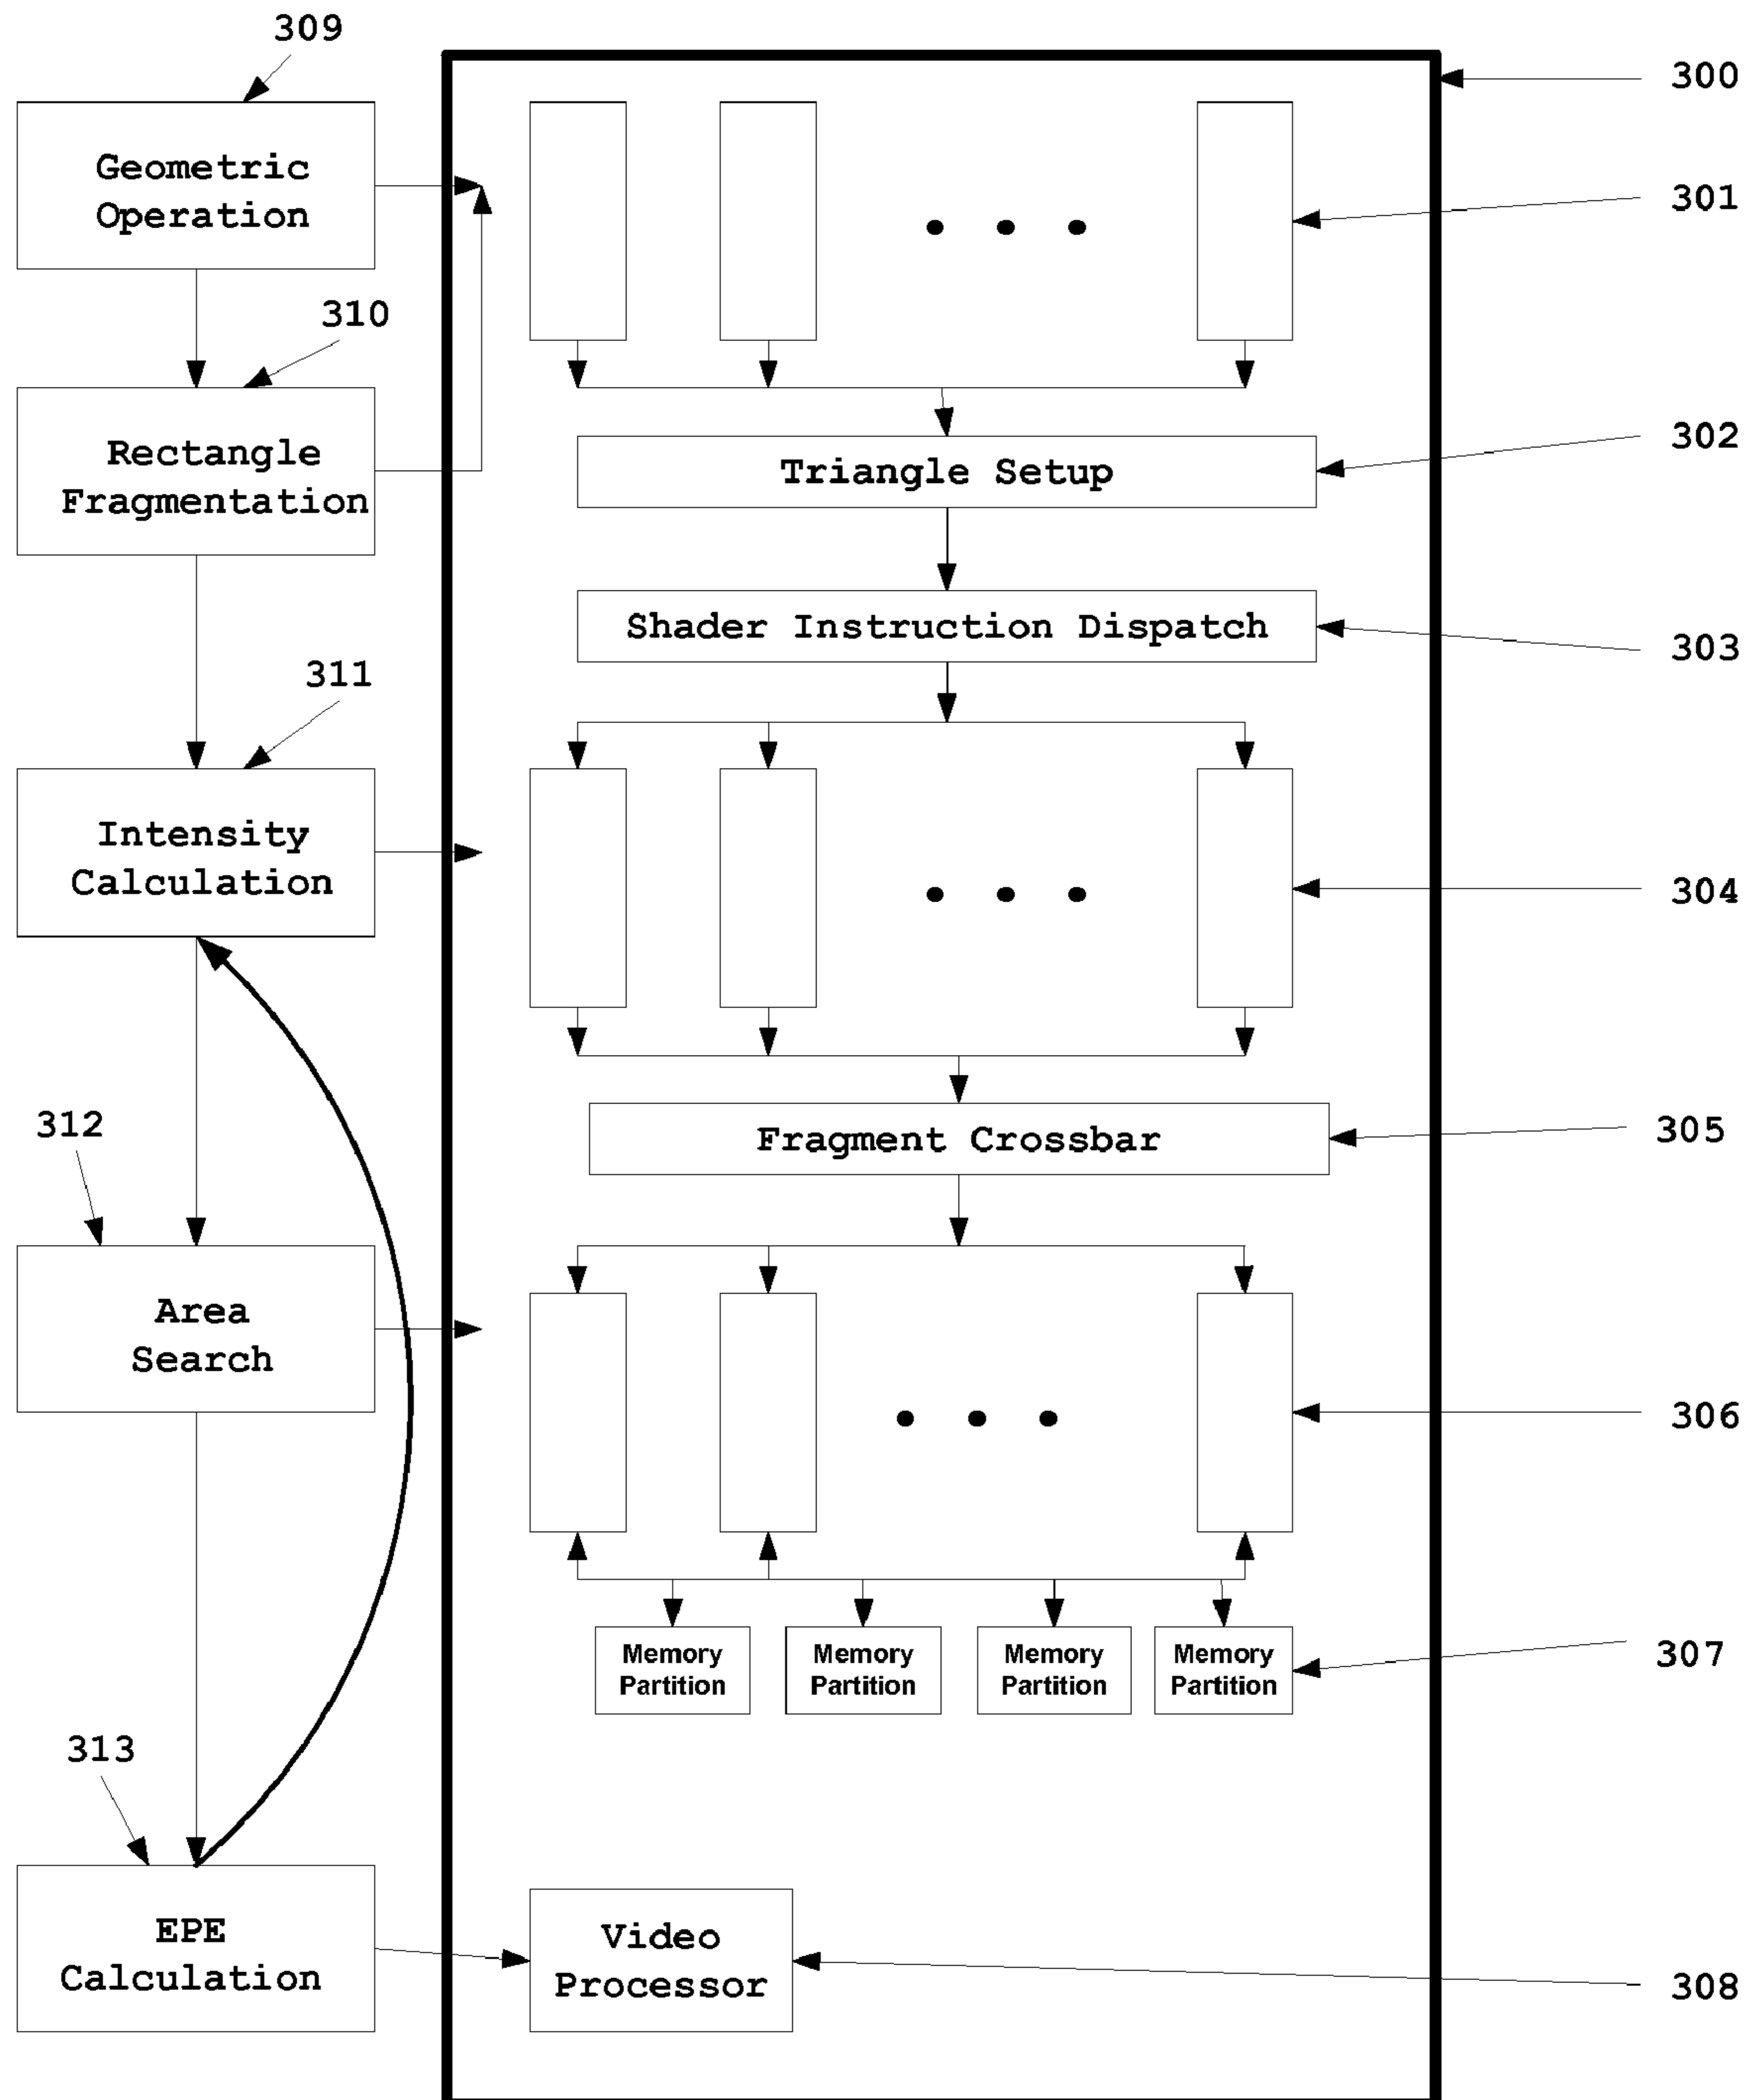 309
300
Geometric
Operation
301
310
302
Rectangle
Fragmentation
Triangle Setup
Shader Instruction Dispatch
303
311
Intensity
Calculation
304
312
Fragment Crossbar
305
Area
Search
306
Memory
Partition
Memory
Partition
Memory
Partition
Memory
Partition
307
313
EPE
Calculation
Video
Processor
308